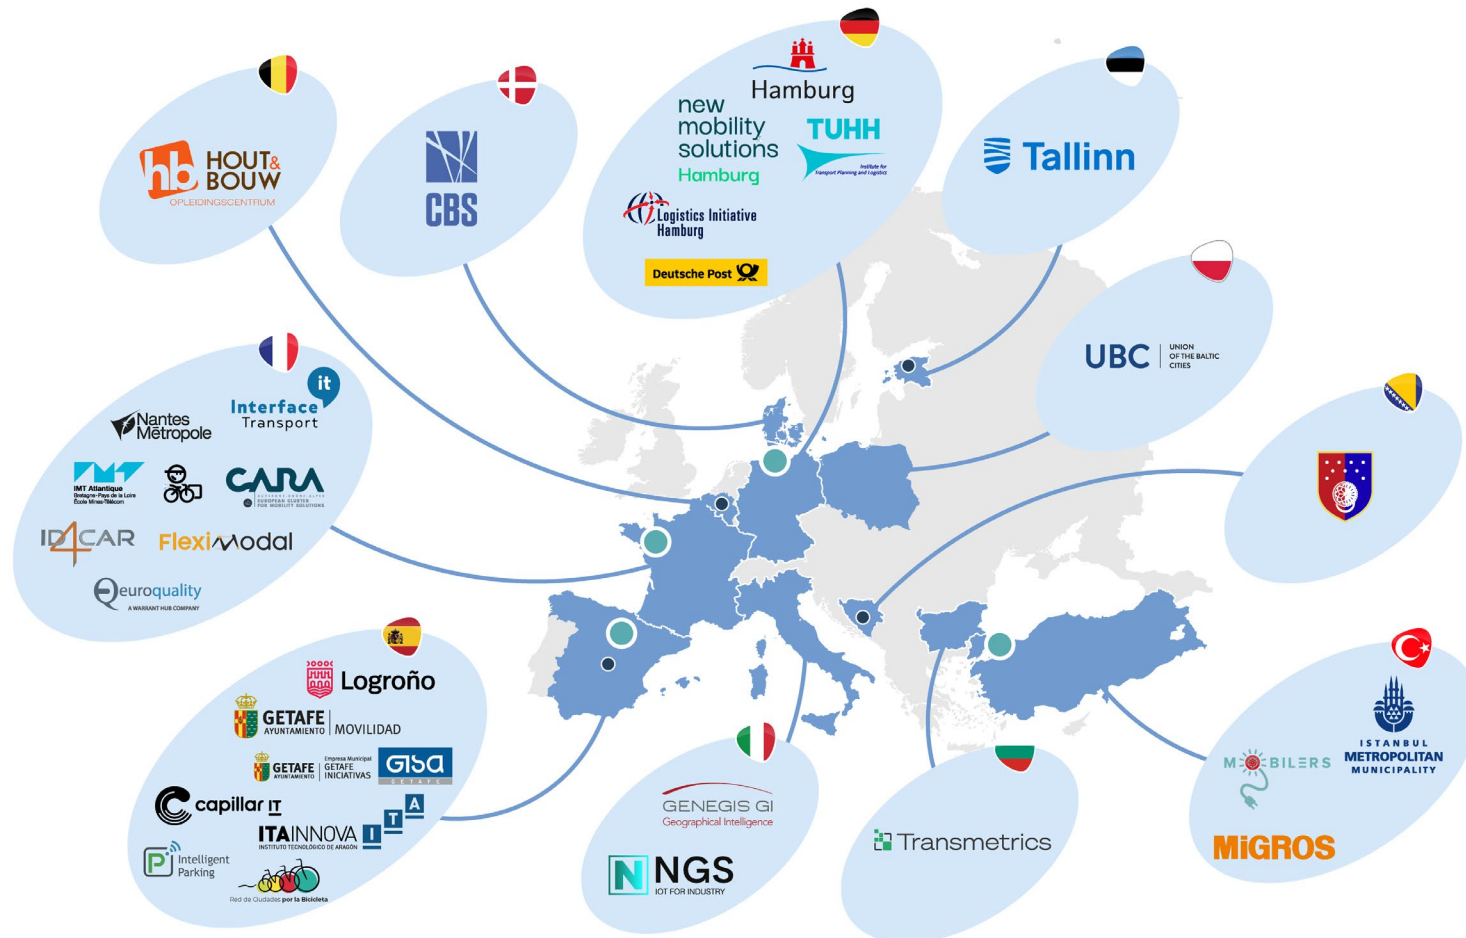 hb HOUT&
BOUW
OPLEIDINGSCENTRUM
CBS
Hamburg
new
mobility
solutions
Hamburg
TUHH
Institute for
Transport Planning and Logistics
Logistics Initiative
Hamburg
Deutsche Post
Tallinn
UBC
UNION
OF THE BALTIC
CITIES
it
Interface
Transport
Nantes
Métropole
IMT Atlantique
Bretagne-Pays de la Loire
École Mines-Télécom
CARA
AUVERGNE-RHÔNE-ALPES
EUROPEAN CLUSTER
FOR MOBILITY SOLUTIONS
ID4CAR
Fleximodal
euroquality
A WARRANT HUB COMPANY
Logroño
GETAFE
AYUNTAMIENTO
MOVILIDAD
GETAFE
AYUNTAMIENTO
Empresa Municipal
GETAFE
INICIATIVAS
GISA
GETAFE
capillar IT
ITAINNOVA
INSTITUTO TECNOLÓGICO DE ARAGÓN
ITA
P
Intelligent
Parking
Red de Ciudades por la Bicicleta
GENEGIS GI
Geographical Intelligence
N NGS
IOT FOR INDUSTRY
Transmetrics
ISTANBUL
METROPOLITAN
MUNICIPALITY
MOBILERS
MiGROS